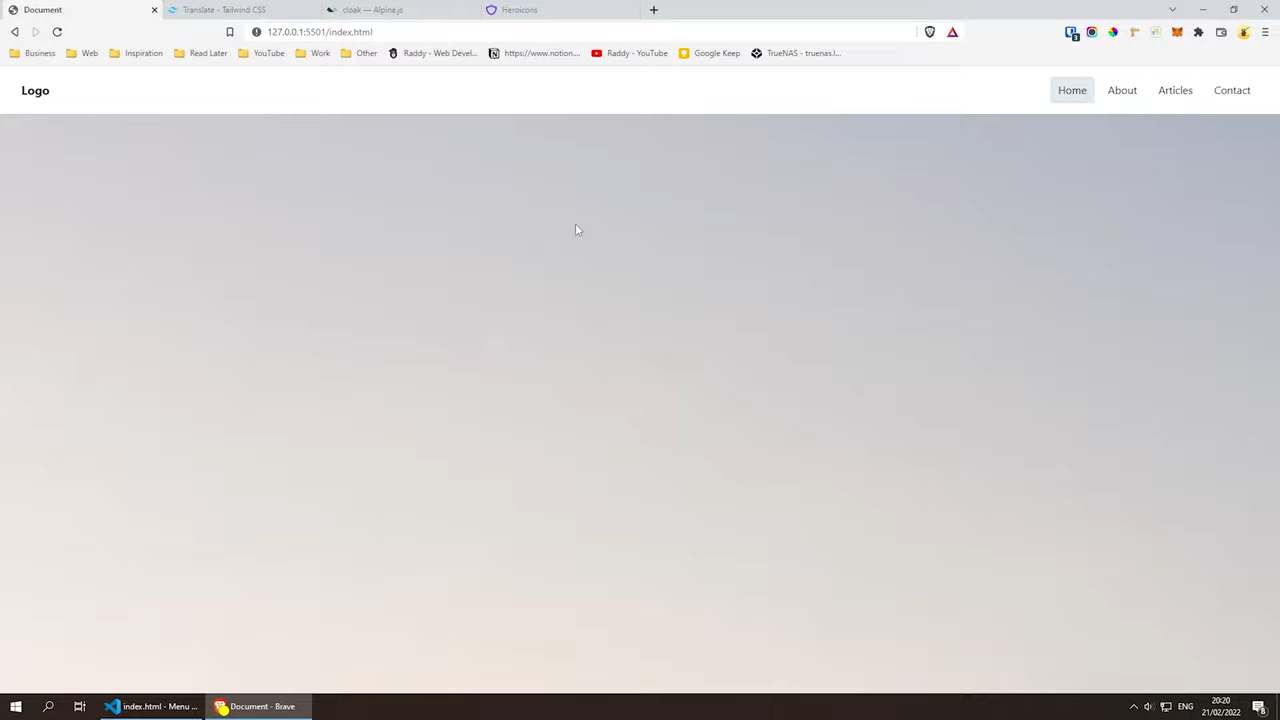 Document
Translate - Tailwind CSS
cloak — Alpine.js
Heroicons
127.0.0.1:5501/index.html
Business
Web
Inspiration
Read Later
YouTube
Work
Other
Raddy - Web Devel...
https://www.notion....
Raddy - YouTube
Google Keep
TrueNAS - truenas.l...
Logo
Home
About
Articles
Contact
index.html - Menu ...
Document - Brave
ENG
20:20
21/02/2022